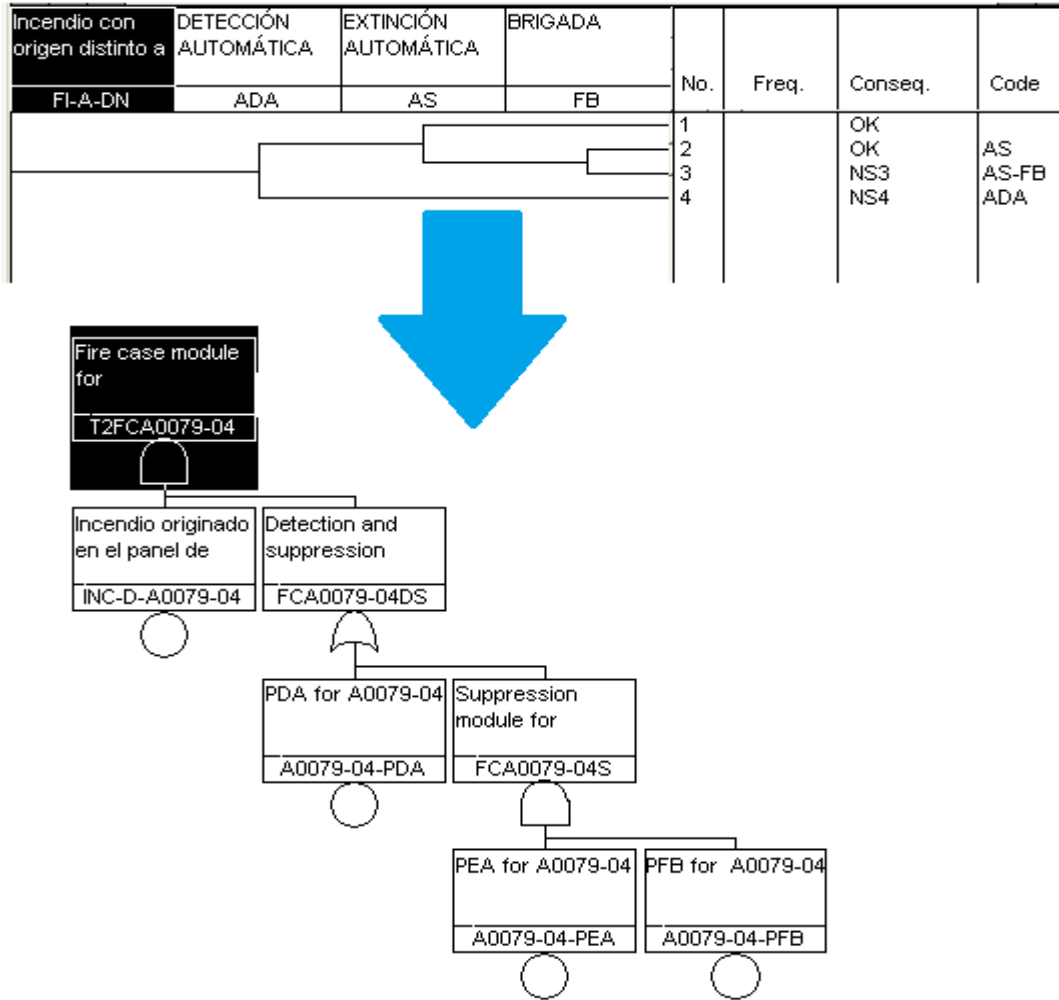 Incendio con
origen distinto a
FI-A-DN
DETECCIÓN
AUTOMÁTICA
ADA
EXTINCIÓN
AUTOMÁTICA
AS
BRIGADA
FB
No.
Freq.
Conseq.
Code
1 OK
2 OK AS
3 NS3 AS-FB
4 NS4 ADA
Fire case module
for
T2FCA0079-04
Incendio originado
en el panel de
INC-D-A0079-04
Detection and
suppression
FCA0079-04DS
PDA for A0079-04
A0079-04-PDA
Suppression
module for
FCA0079-04S
PEA for A0079-04
A0079-04-PEA
PFB for A0079-04
A0079-04-PFB